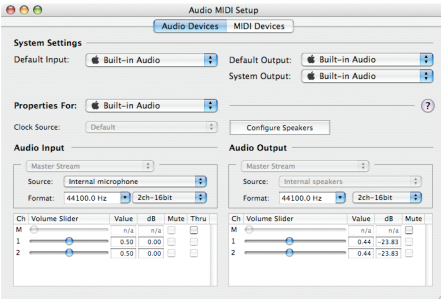 Audio MIDI Setup
Audio Devices MIDI Devices
System Settings
Default Input: Built-in Audio Default Output: Built-in Audio
System Output: Built-in Audio
Properties For: Built-in Audio ?
Clock Source: Default Configure Speakers
Audio Input Audio Output
Master Stream Master Stream
Source: Internal microphone Source: Internal speakers
Format: 44100.0 Hz 2ch-16bit Format: 44100.0 Hz 2ch-16bit
Ch Volume Slider Value dB Mute Thru Ch Volume Slider Value dB Mute
M n/a n/a M n/a n/a
1 0.50 0.00 1 0.44 -23.83
2 0.50 0.00 2 0.44 -23.83